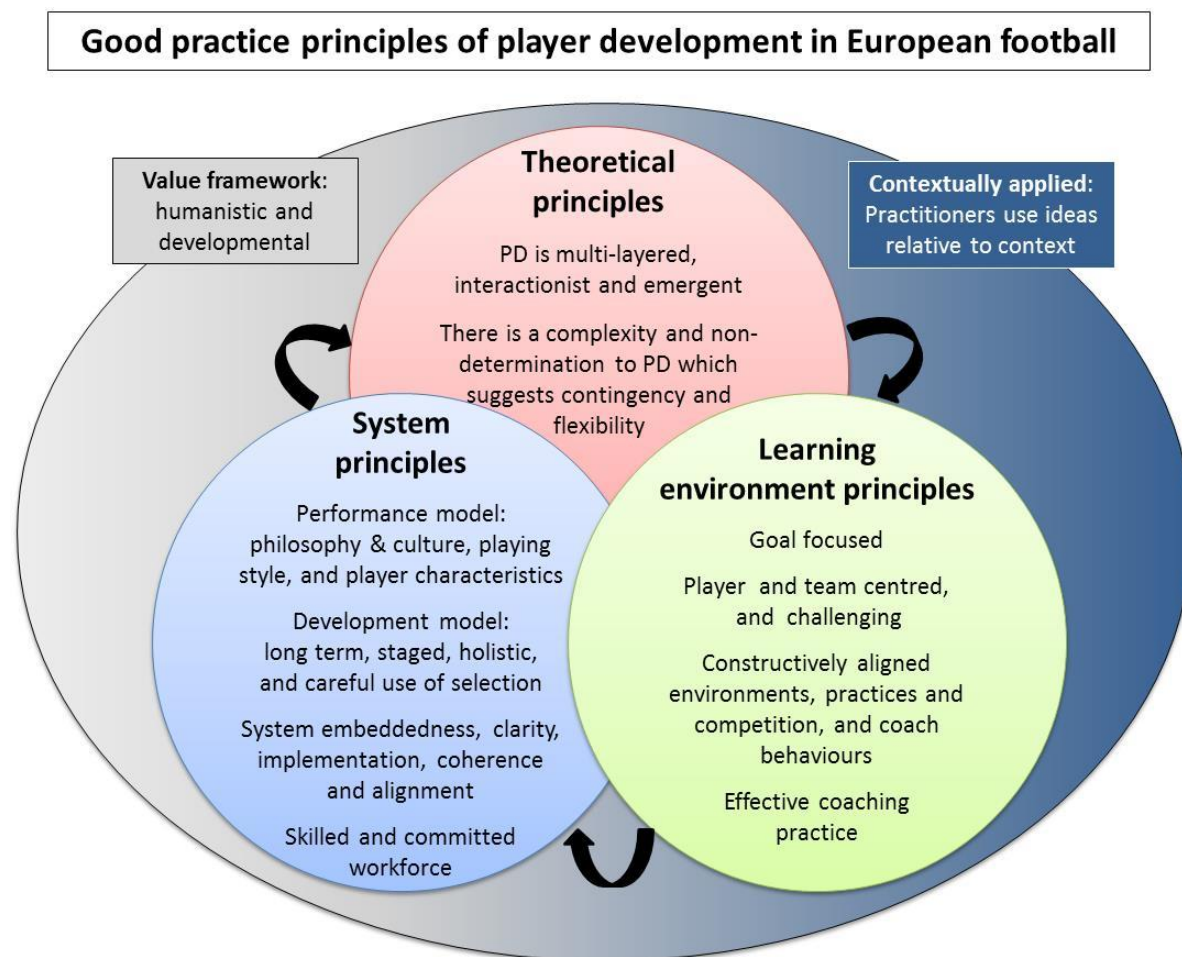 Good practice principles of player development in European football
Value framework:
humanistic and
developmental
Theoretical
principles
PD is multi-layered,
interactionist and emergent
There is a complexity and non-
determination to PD which
suggests contingency and
flexibility
Contextually applied:
Practitioners use ideas
relative to context
System
principles
Performance model:
philosophy & culture, playing
style, and player characteristics
Development model:
long term, staged, holistic,
and careful use of selection
System embeddedness, clarity,
implementation, coherence
and alignment
Skilled and committed
workforce
Learning
environment principles
Goal focused
Player and team centred,
and challenging
Constructively aligned
environments, practices and
competition, and coach
behaviours
Effective coaching
practice